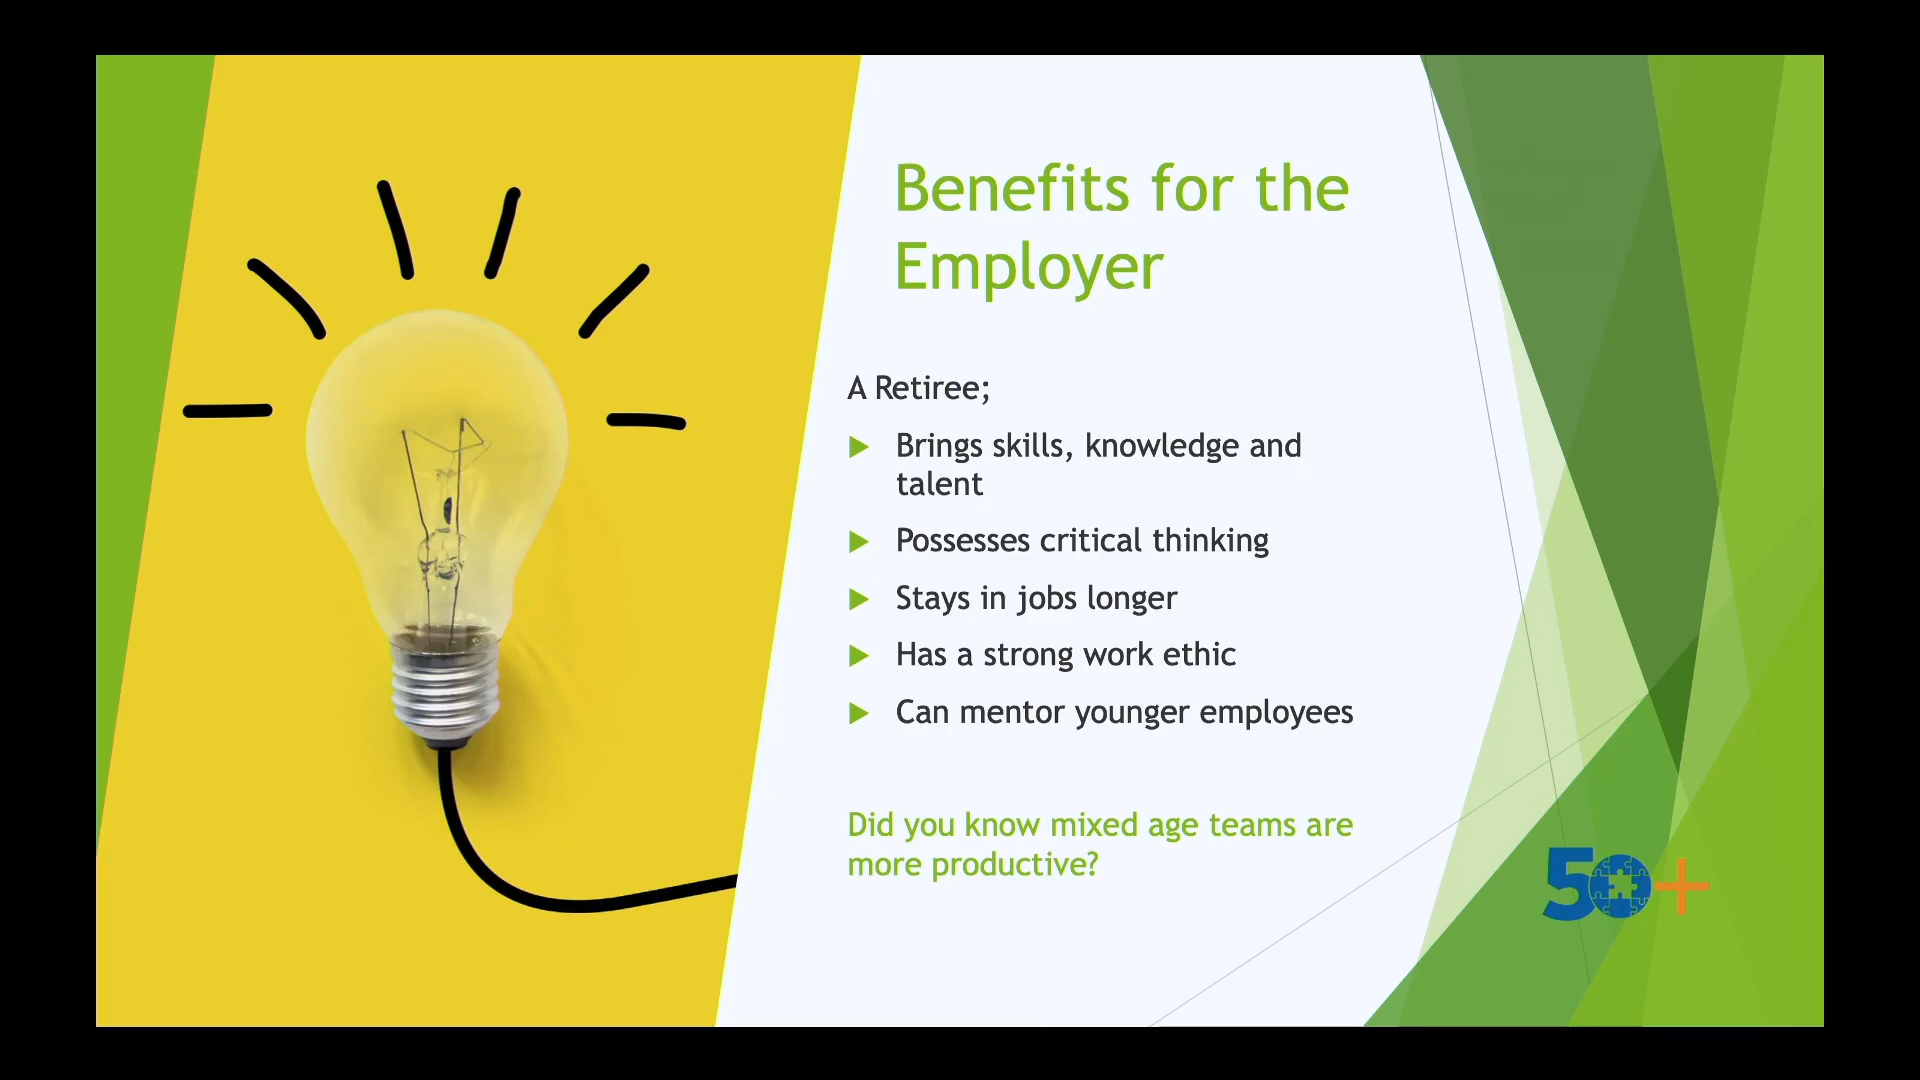 Benefits for the
Employer
A Retiree;
Brings skills, knowledge and
talent
Possesses critical thinking
Stays in jobs longer
Has a strong work ethic
Can mentor younger employees
Did you know mixed age teams are
more productive?
50+